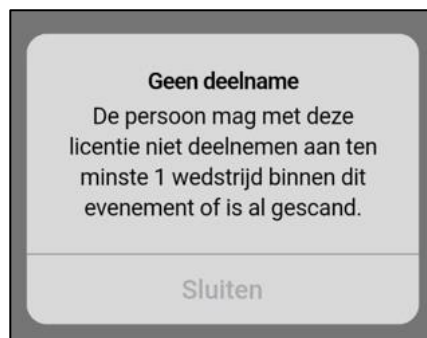 Geen deelname
De persoon mag met deze
licentie niet deelnemen aan ten
minste 1 wedstrijd binnen dit
evenement of is al gescand.
Sluiten